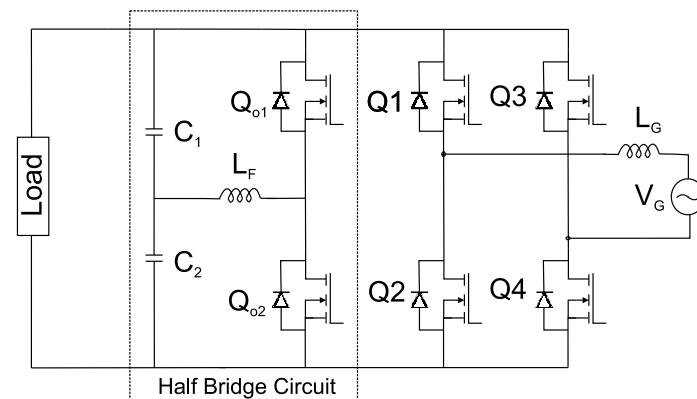 C1
Qo1
Q1
Q3
LG
Load
LF
VG
C2
Qo2
Q2
Q4
Half Bridge Circuit